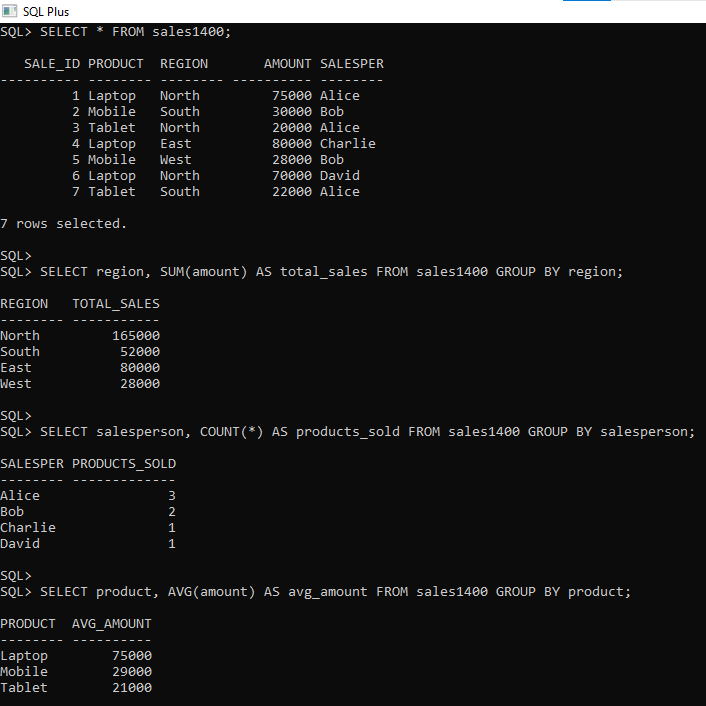 SQL Plus
SQL> SELECT * FROM sales1400;
   SALE_ID PRODUCT  REGION       AMOUNT SALESPER
---------- -------- -------- ---------- --------
         1 Laptop   North         75000 Alice
         2 Mobile   South         30000 Bob
         3 Tablet   North         20000 Alice
         4 Laptop   East          80000 Charlie
         5 Mobile   West          28000 Bob
         6 Laptop   North         70000 David
         7 Tablet   South         22000 Alice
7 rows selected.
SQL>
SQL> SELECT region, SUM(amount) AS total_sales FROM sales1400 GROUP BY region;
REGION   TOTAL_SALES
-------- -----------
North         165000
South          52000
East           80000
West           28000
SQL>
SQL> SELECT salesperson, COUNT(*) AS products_sold FROM sales1400 GROUP BY salesperson;
SALESPER PRODUCTS_SOLD
-------- -------------
Alice                3
Bob                  2
Charlie              1
David                1
SQL>
SQL> SELECT product, AVG(amount) AS avg_amount FROM sales1400 GROUP BY product;
PRODUCT  AVG_AMOUNT
-------- ----------
Laptop        75000
Mobile        29000
Tablet        21000